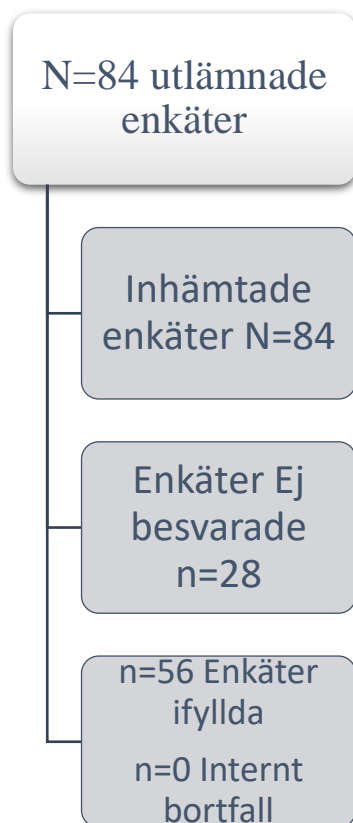 N=84 utlämnade
enkäter
Inhämtade
enkäter N=84
Enkäter Ej
besvarade
n=28
n=56 Enkäter
ifyllda
n=0 Internt
bortfall